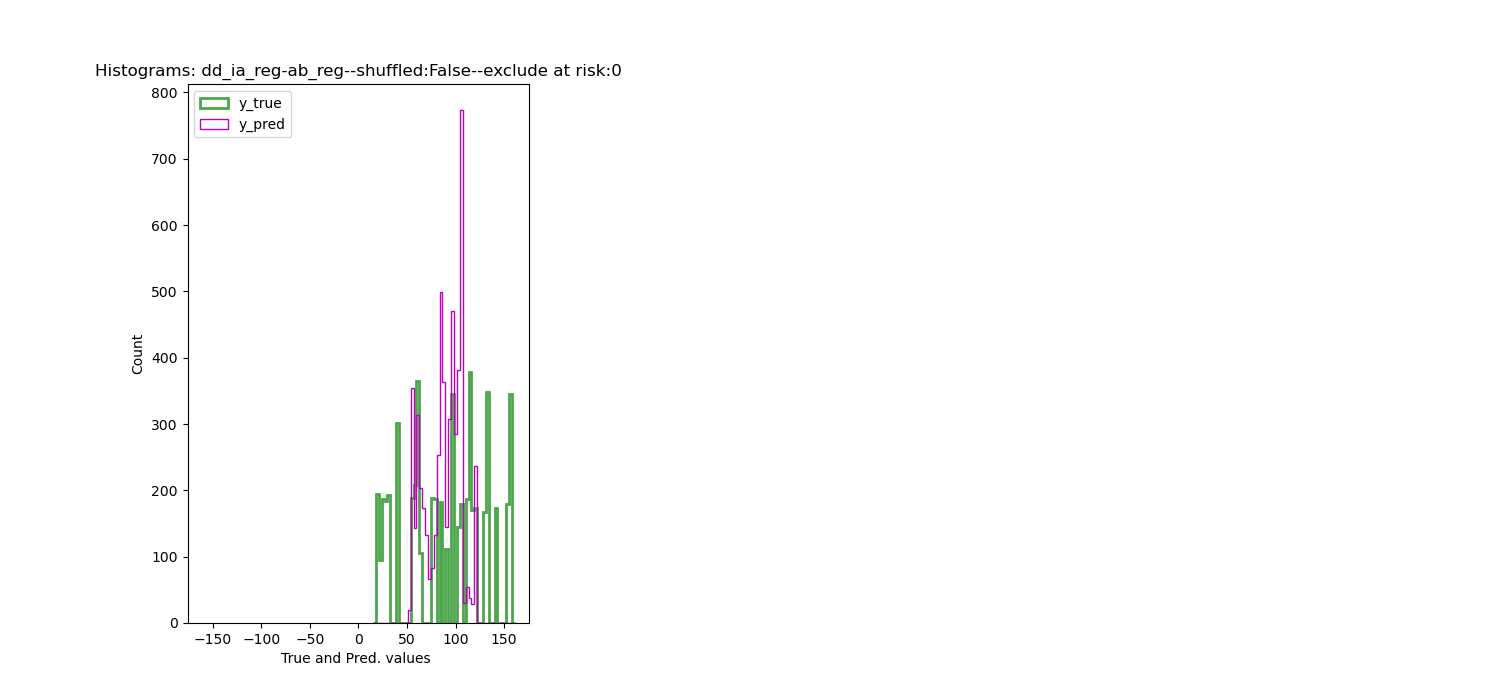 Histograms: dd_ia_reg-ab_reg--shuffled:False--exclude at risk:0
y_true
y_pred
800
700
600
500
400
300
200
100
0
Count
−150 −100 −50 0 50 100 150
True and Pred. values